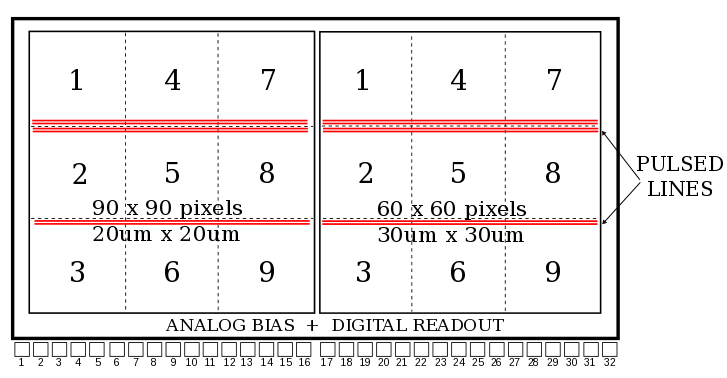 1 4 7 1 4 7
2 5 8 2 5 8
PULSED
LINES
90 x 90 pixels 60 x 60 pixels
20um x 20um 30um x 30um
3 6 9 3 6 9
ANALOG BIAS + DIGITAL READOUT
1 2 3 4 5 6 7 8 9 10 11 12 13 14 15 16 17 18 19 20 21 22 23 24 25 26 27 28 29 30 31 32